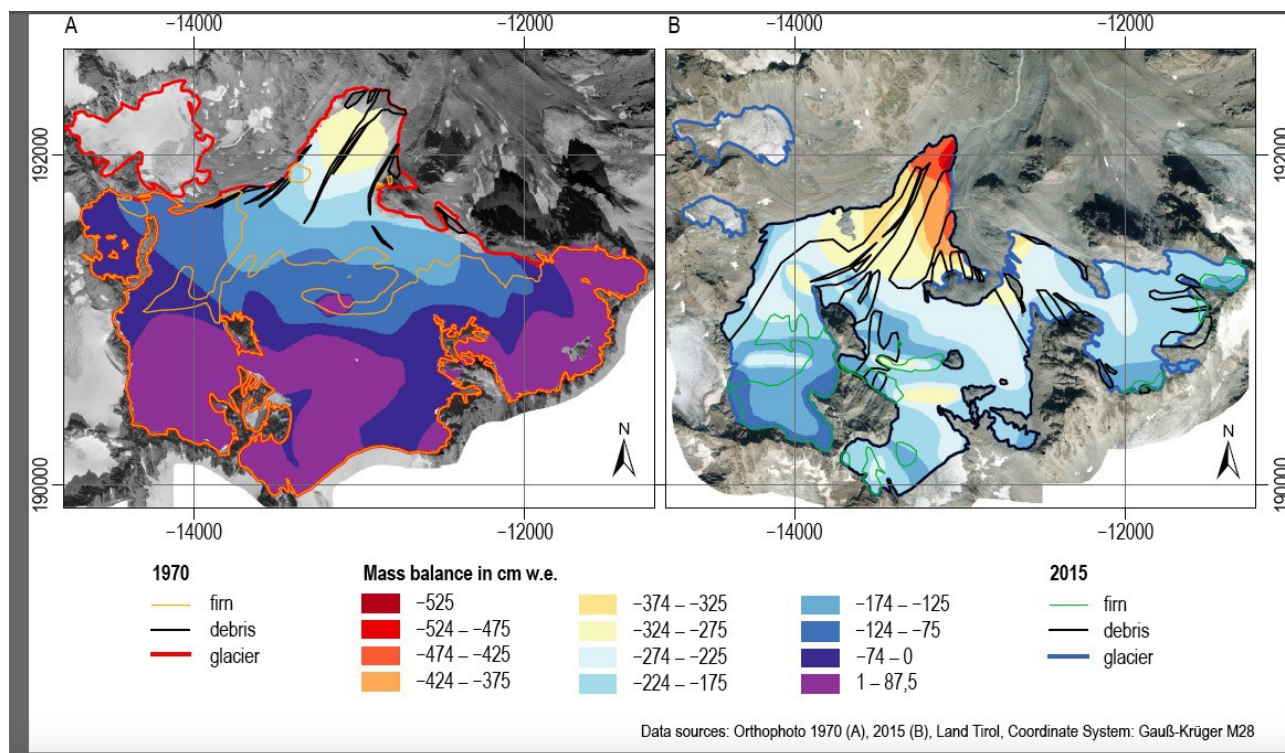 A
−14000
−12000
B
−14000
−12000
192000
192000
192000
190000
190000
190000
N
N
−14000
−12000
−14000
−12000
1970
firn
debris
glacier
Mass balance in cm w.e.
−525
−524 – −475
−474 – −425
−424 – −375
−374 – −325
−324 – −275
−274 – −225
−224 – −175
−174 – −125
−124 – −75
−74 – 0
1 – 87,5
2015
firn
debris
glacier
Data sources: Orthophoto 1970 (A), 2015 (B), Land Tirol, Coordinate System: Gauß-Krüger M28